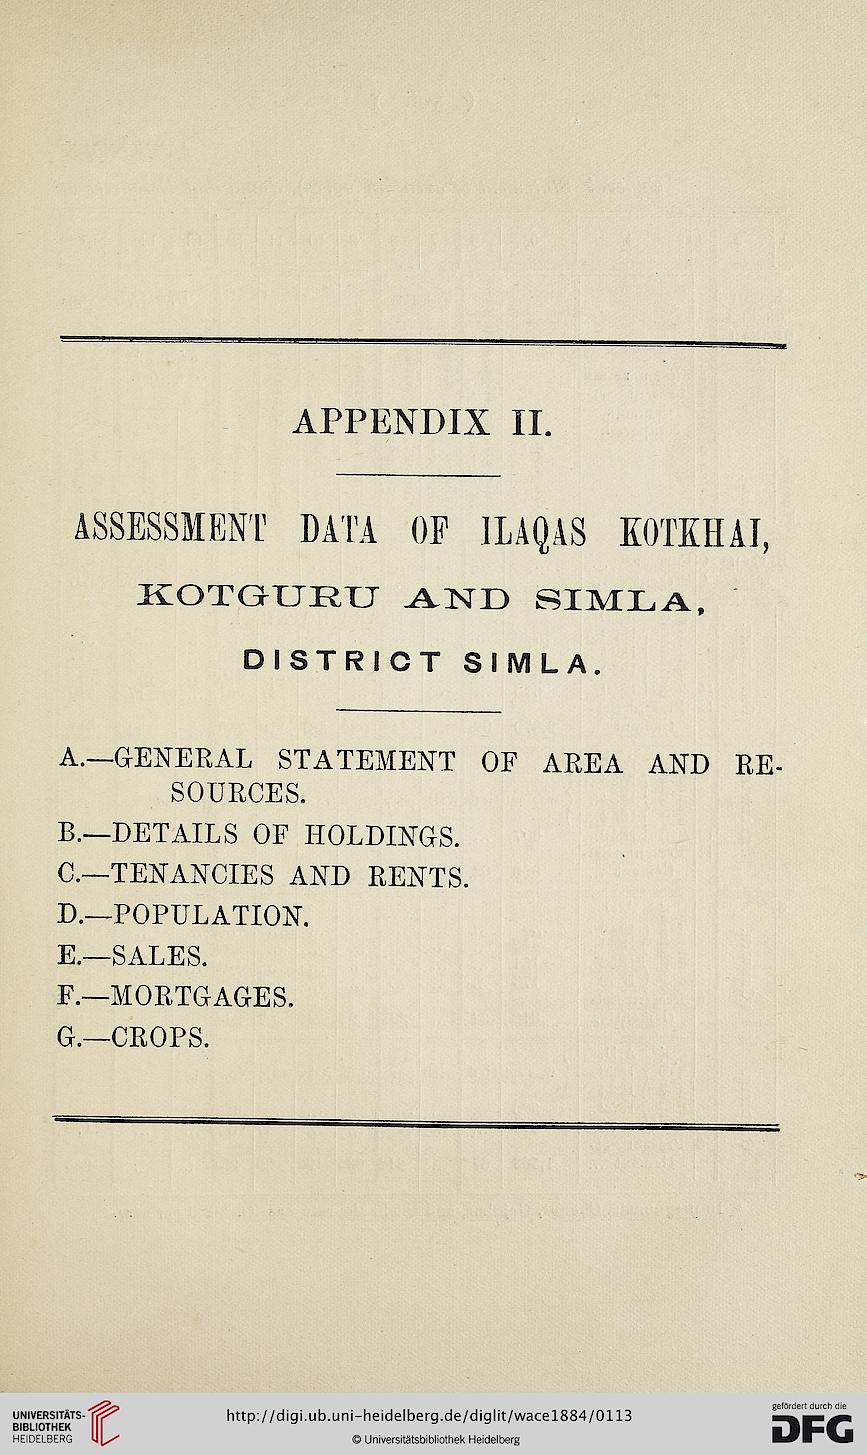 APPENDIX II.
ASSESSMENT DATA OF ILAQAS KOTKHAI,
KOTGURU AND SIMLA,
DISTRICT SIMLA.
A.—GENERAL STATEMENT OF AREA AND RE-
SOURCES.
B.—DETAILS OF HOLDINGS.
C.—TENANCIES AND RENTS.
D.—POPULATION.
E.—SALES.
F.—MORTGAGES.
G.—CROPS.
UNIVERSITÄTS-
BIBLIOTHEK
HEIDELBERG
http://digi.ub.uni-heidelberg.de/diglit/wace1884/0113
© Universitätsbibliothek Heidelberg
gefördert durch die
DFG